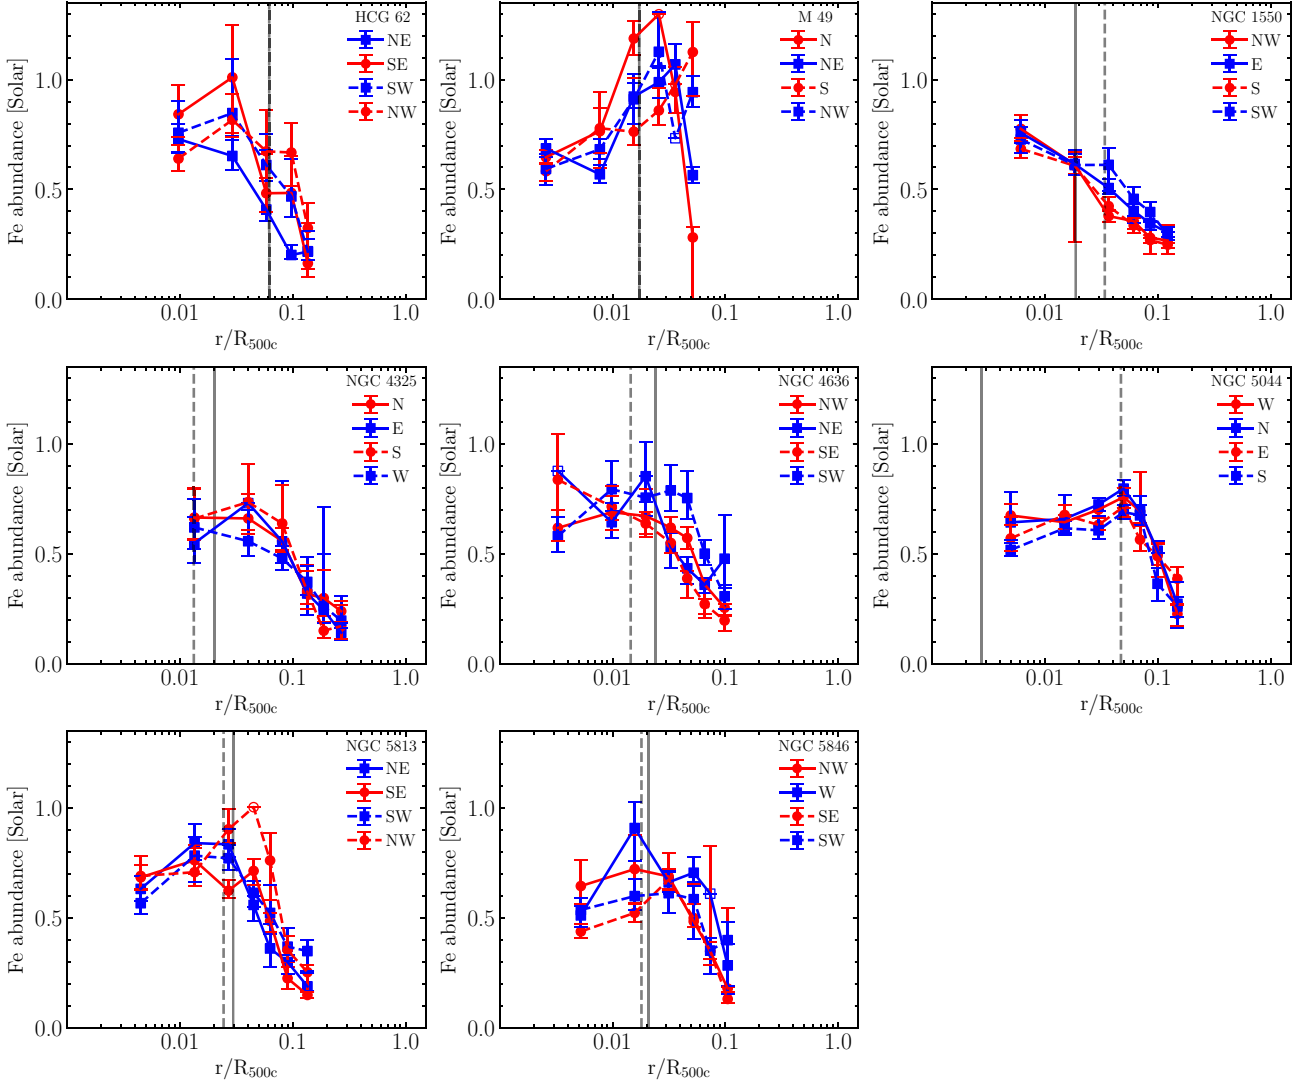 HCG 62
NE
SE
SW
NW
Fe abundance [Solar]
1.0
0.5
0.0
0.01
0.1
1.0
r/R500c
M 49
N
NE
S
NW
Fe abundance [Solar]
1.0
0.5
0.0
0.01
0.1
1.0
r/R500c
NGC 1550
NW
E
S
SW
Fe abundance [Solar]
1.0
0.5
0.0
0.01
0.1
1.0
r/R500c
NGC 4325
N
E
S
W
Fe abundance [Solar]
1.0
0.5
0.0
0.01
0.1
1.0
r/R500c
NGC 4636
NW
NE
SE
SW
Fe abundance [Solar]
1.0
0.5
0.0
0.01
0.1
1.0
r/R500c
NGC 5044
W
N
E
S
Fe abundance [Solar]
1.0
0.5
0.0
0.01
0.1
1.0
r/R500c
NGC 5813
NE
SE
SW
NW
Fe abundance [Solar]
1.0
0.5
0.0
0.01
0.1
1.0
r/R500c
NGC 5846
NW
W
SE
SW
Fe abundance [Solar]
1.0
0.5
0.0
0.01
0.1
1.0
r/R500c